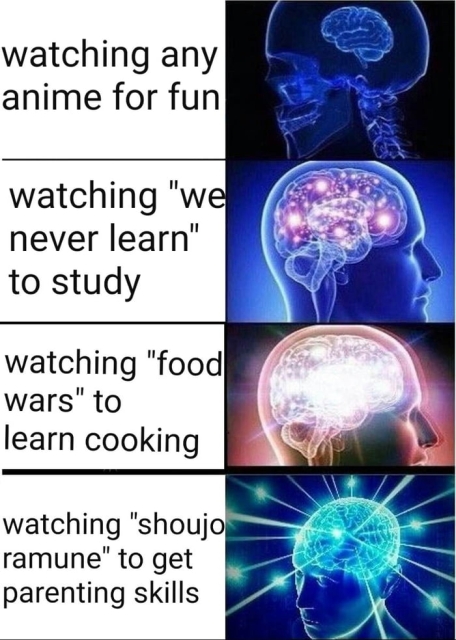 watching any
anime for fun
watching "we
never learn"
to study
watching "food
wars" to
learn cooking
watching "shoujo
ramune" to get
parenting skills